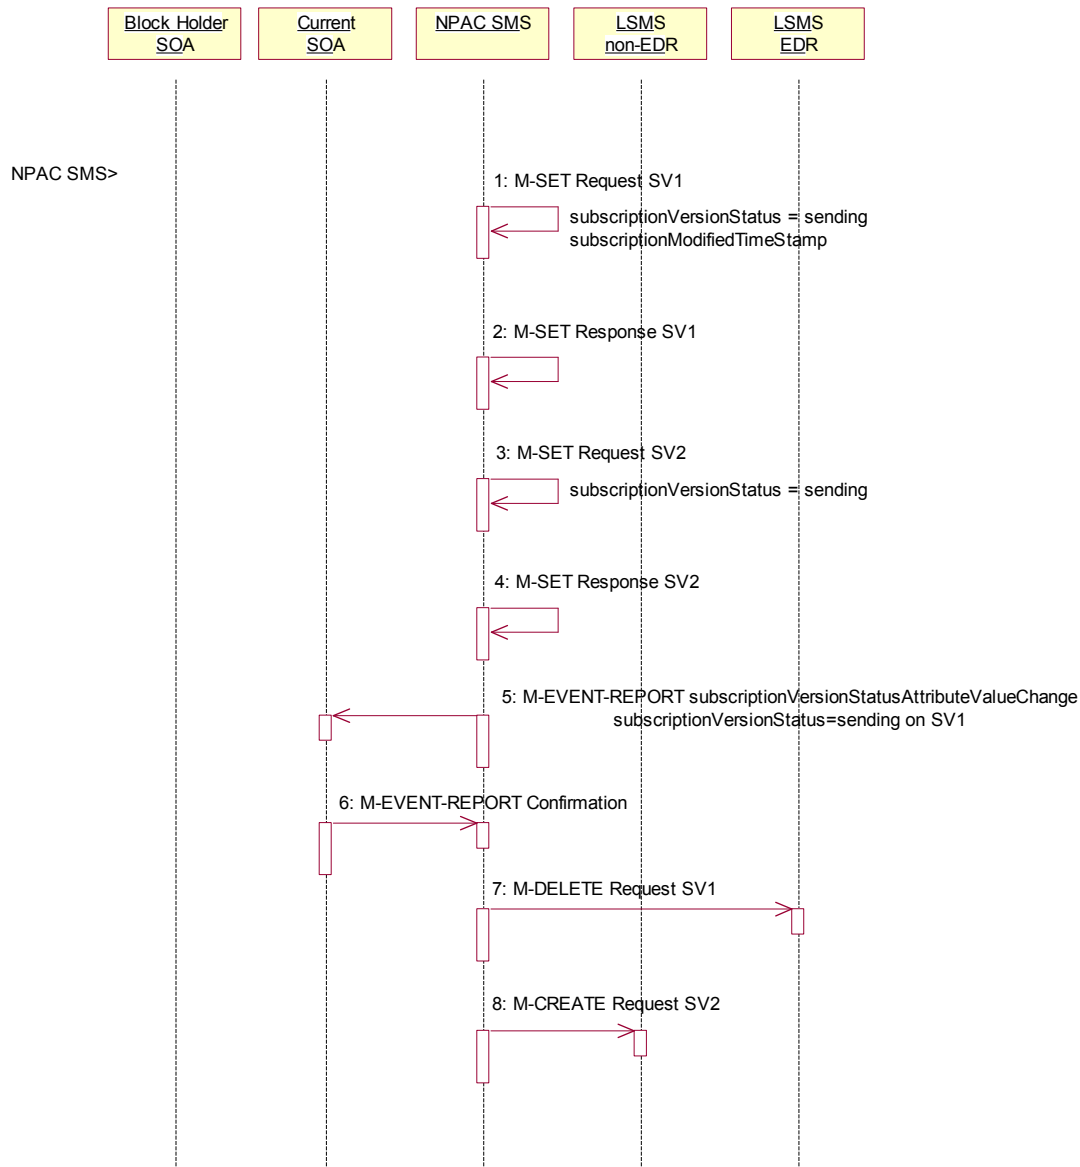 Block Holder
SOA
Current
SOA
NPAC SMS
LSMS
non-EDR
LSMS
EDR
NPAC SMS>
1: M-SET Request SV1
subscriptionVersionStatus = sending
subscriptionModifiedTimeStamp
2: M-SET Response SV1
3: M-SET Request SV2
subscriptionVersionStatus = sending
4: M-SET Response SV2
5: M-EVENT-REPORT subscriptionVersionStatusAttributeValueChange
subscriptionVersionStatus=sending on SV1
6: M-EVENT-REPORT Confirmation
7: M-DELETE Request SV1
8: M-CREATE Request SV2